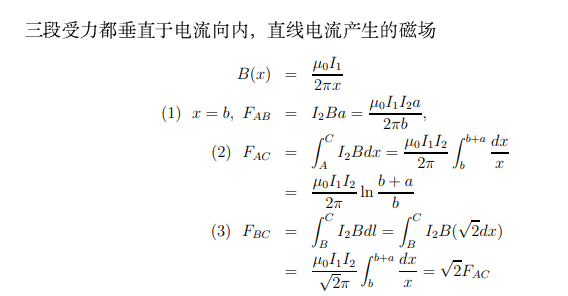 三段受力都垂直于电流向内，直线电流产生的磁场
B(x) = \frac{\mu_0 I_1}{2\pi x}
(1) x = b, F_{AB} = I_2 B a = \frac{\mu_0 I_1 I_2 a}{2\pi b},
(2) F_{AC} = \int_A^C I_2 B dx = \frac{\mu_0 I_1 I_2}{2\pi} \int_b^{b+a} \frac{dx}{x}
= \frac{\mu_0 I_1 I_2}{2\pi} \ln \frac{b+a}{b}
(3) F_{BC} = \int_B^C I_2 B dl = \int_B^C I_2 B(\sqrt{2}dx)
= \frac{\mu_0 I_1 I_2}{\sqrt{2}\pi} \int_b^{b+a} \frac{dx}{x} = \sqrt{2}F_{AC}